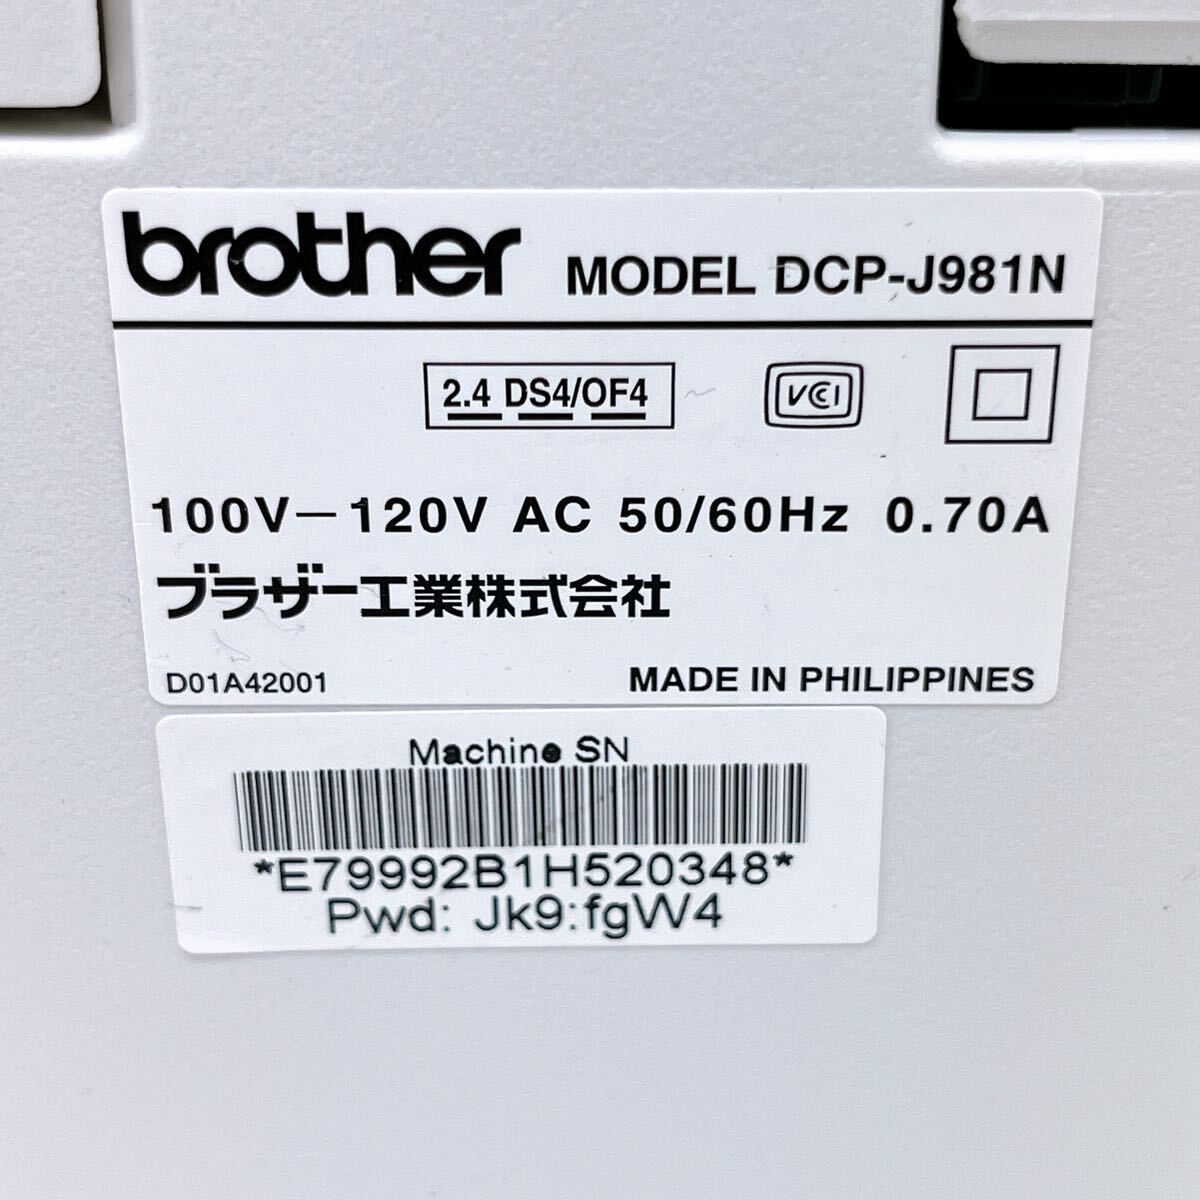 brother MODEL DCP-J981N
2.4 DS4/OF4 VCCI
100V－120V AC 50/60Hz 0.70A
ブラザー工業株式会社
D01A42001 MADE IN PHILIPPINES
Machine SN
*E79992B1H520348*
Pwd: Jk9:fgW4